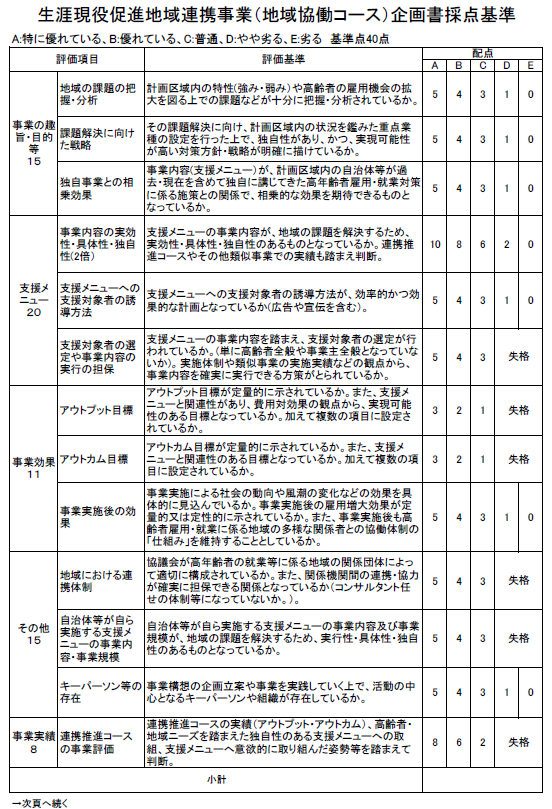 生涯現役促進地域連携事業（地域協働コース）企画書採点基準
A:特に優れている、B:優れている、C:普通、D:やや劣る、E:劣る　基準点40点
評価項目
評価基準
配点
A B C D E
事業の趣旨・目的等
15
地域の課題の把握・分析
計画区域内の特性（強み・弱み）や高齢者の雇用機会の拡
大を図る上での課題などが十分に把握・分析されているか。
5 4 3 1 0
課題解決に向けた戦略
その課題解決に向け、計画区域内の状況を鑑みた重点業
種の設定を行った上で、独自性があり、かつ、実現可能性
が高い対策方針・戦略が明確に描けているか。
5 4 3 1 0
独自事業との相乗効果
事業内容（支援メニュー）が、計画区域内の自治体等が過
去・現在を含めて独自に講じてきた高年齢者雇用・就業対策
に係る施策との関係で、相乗的な効果を期待できるものと
なっているか。
5 4 3 1 0
支援メニュー
20
事業内容の実効性・具体性・独自性(2倍)
支援メニューの事業内容が、地域の課題を解決するため、
実効性・具体性・独自性のあるものとなっているか。連携推
進コースやその他類似事業での実績も踏まえ判断。
10 8 6 2 0
支援メニューへの支援対象者の誘導方法
支援メニューへの支援対象者の誘導方法が、効率的かつ効
果的な計画となっているか（広告や宣伝を含む）。
5 4 3 1 0
支援対象者の選定や事業内容の実行の担保
支援メニューの事業内容を踏まえ、支援対象者の選定が行
われているか。（単に高齢者全般や事業主全般となっていな
いか）。実施体制や類似事業の実施実績などの観点から、
事業内容を確実に実行できる方策がとられているか。
5 4 3 失格
事業効果
11
アウトプット目標
アウトプット目標が定量的に示されているか。また、支援メ
ニューと関連性があり、費用対効果の観点から、実現可能
性のある目標となっているか。加えて複数の項目に設定さ
れているか。
3 2 1 失格
アウトカム目標
アウトカム目標が定量的に示されているか。また、支援メ
ニューと関連性のある目標となっているか。加えて複数の項
目に設定されているか。
3 2 1 失格
事業実施後の効果
事業実施による社会の動向や風潮の変化などの効果を具
体的に見込んでいるか。事業実施後の雇用増大効果が定
量的又は定性的に示されているか。また、事業実施後も高
齢者雇用・就業に係る地域の多様な関係者との協働体制の
「仕組み」を維持することとしているか。
5 4 3 1 0
その他
15
地域における連携体制
協議会が高年齢者の就業等に係る地域の関係団体によっ
て適切に構成されているか。また、関係機関間の連携・協力
が確実に担保できる関係となっているか（コンサルタント任
せの体制等になっていないか。）。
5 4 3 失格
自治体等が自ら実施する支援メニューの事業内容・事業規模
自治体等が自ら実施する支援メニューの事業内容及び事業
規模が、地域の課題を解決するため、実行性・具体性・独自
性のあるものとなっているか。
5 4 3 失格
キーパーソン等の存在
事業構想の企画立案や事業を実践していく上で、活動の中
心となるキーパーソンや組織が存在しているか。
5 4 3 1 0
事業実績
8
連携推進コースの事業評価
連携推進コースの実績（アウトプット・アウトカム）、高齢者・
地域ニーズを踏まえた独自性のある支援メニューへの取
組、支援メニューへ意欲的に取り組んだ姿勢等を踏まえて
判断。
8 6 2 失格
小計
→次頁へ続く